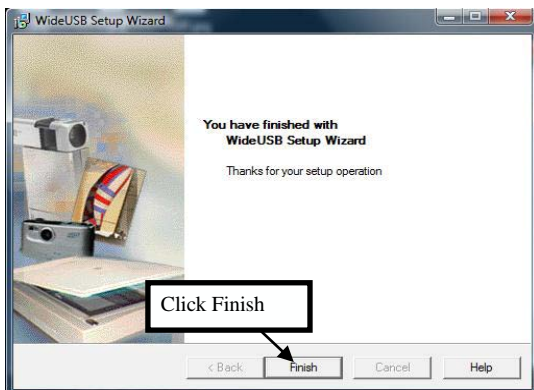 WideUSB Setup Wizard
You have finished with
WideUSB Setup Wizard
Thanks for your setup operation
Click Finish
< Back
Finish
Cancel
Help